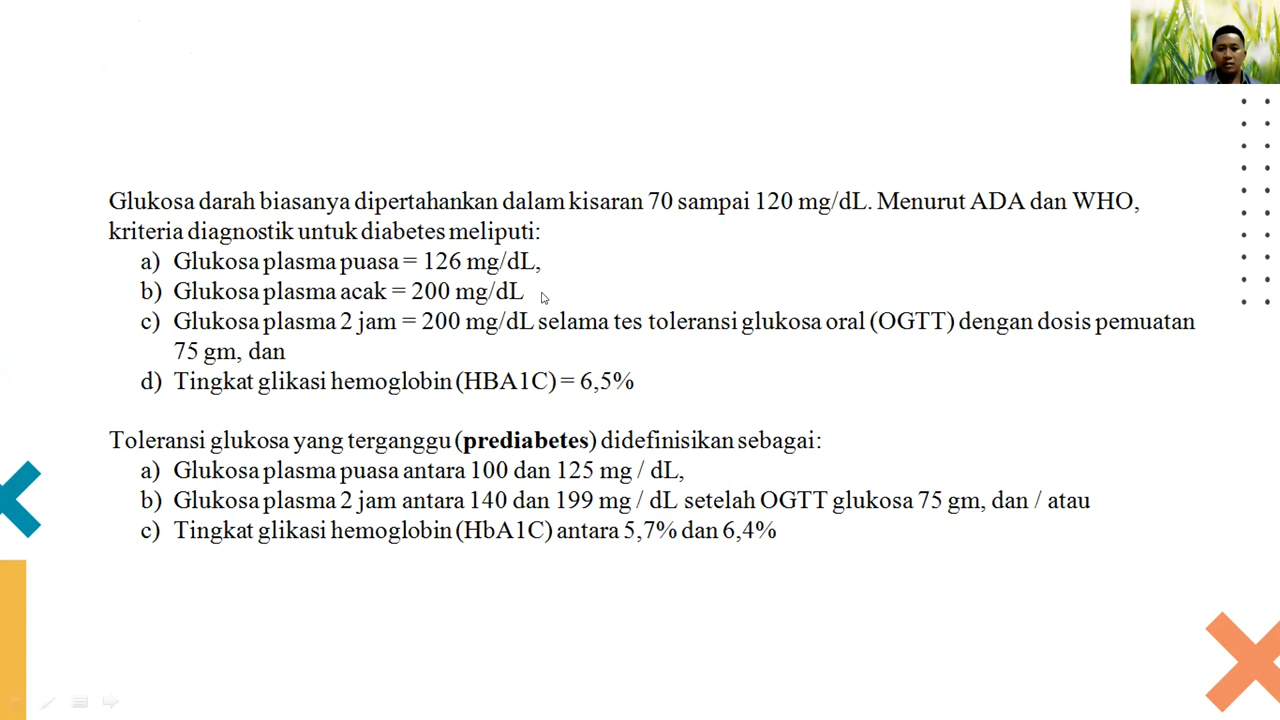 Glukosa darah biasanya dipertahankan dalam kisaran 70 sampai 120 mg/dL. Menurut ADA dan WHO,
kriteria diagnostik untuk diabetes meliputi:
a) Glukosa plasma puasa = 126 mg/dL,
b) Glukosa plasma acak = 200 mg/dL
c) Glukosa plasma 2 jam = 200 mg/dL selama tes toleransi glukosa oral (OGTT) dengan dosis pemuatan
75 gm, dan
d) Tingkat glikasi hemoglobin (HBA1C) = 6,5%
Toleransi glukosa yang terganggu (prediabetes) didefinisikan sebagai:
a) Glukosa plasma puasa antara 100 dan 125 mg / dL,
b) Glukosa plasma 2 jam antara 140 dan 199 mg / dL setelah OGTT glukosa 75 gm, dan / atau
c) Tingkat glikasi hemoglobin (HbA1C) antara 5,7% dan 6,4%